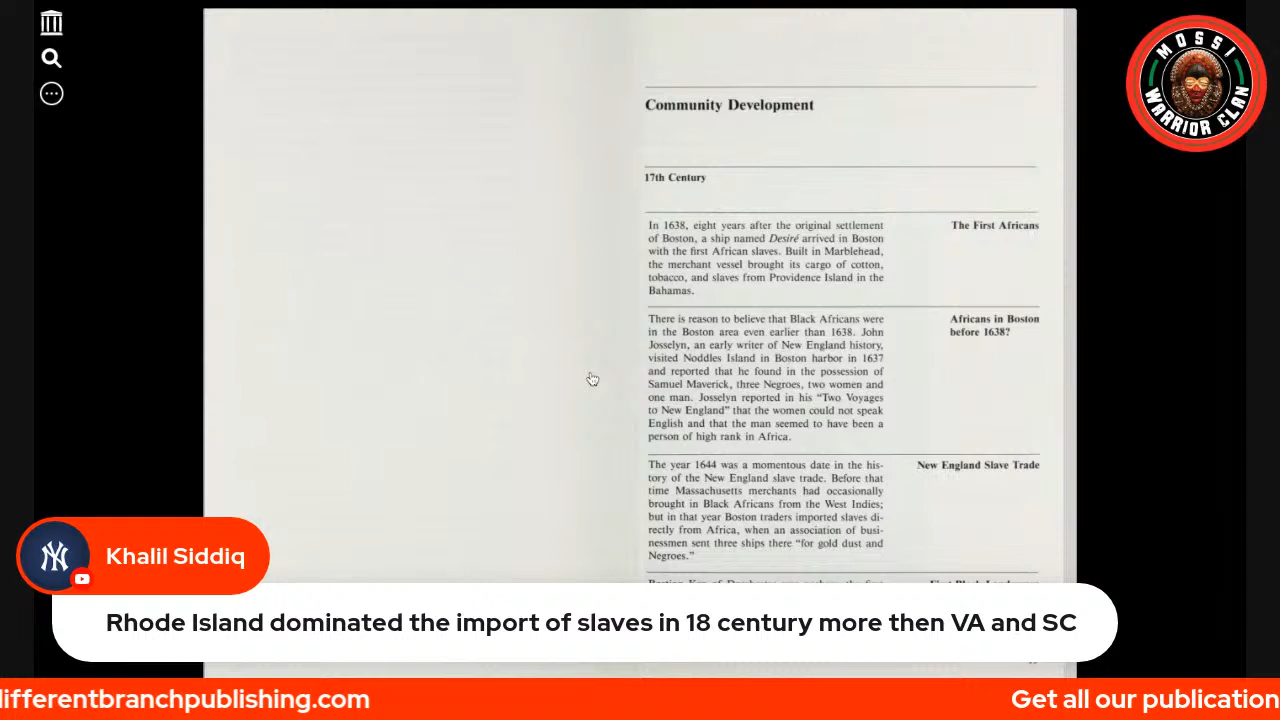 MOSSI
WARRIOR CLAN
Community Development
17th Century
In 1638, eight years after the original settlement
of Boston, a ship named Desiré arrived in Boston
with the first African slaves. Built in Marblehead,
the merchant vessel brought its cargo of cotton,
tobacco, and slaves from Providence Island in the
Bahamas.
The First Africans
There is reason to believe that Black Africans were
in the Boston area even earlier than 1638. John
Josselyn, an early writer of New England history,
visited Noddles Island in Boston harbor in 1637
and reported that he found in the possession of
Samuel Maverick, three Negroes, two women and
one man. Josselyn reported in his “Two Voyages
to New England” that the women could not speak
English and that the man seemed to have been a
person of high rank in Africa.
Africans in Boston
before 1638?
The year 1644 was a momentous date in the his-
tory of the New England slave trade. Before that
time Massachusetts merchants had occasionally
brought in Black Africans from the West Indies;
but in that year Boston traders imported slaves di-
rectly from Africa, when an association of busi-
nessmen sent three ships there “for gold dust and
Negroes.”
New England Slave Trade
NY
Khalil Siddiq
Rhode Island dominated the import of slaves in 18 century more then VA and SC
differentbranchpublishing.com
Get all our publication